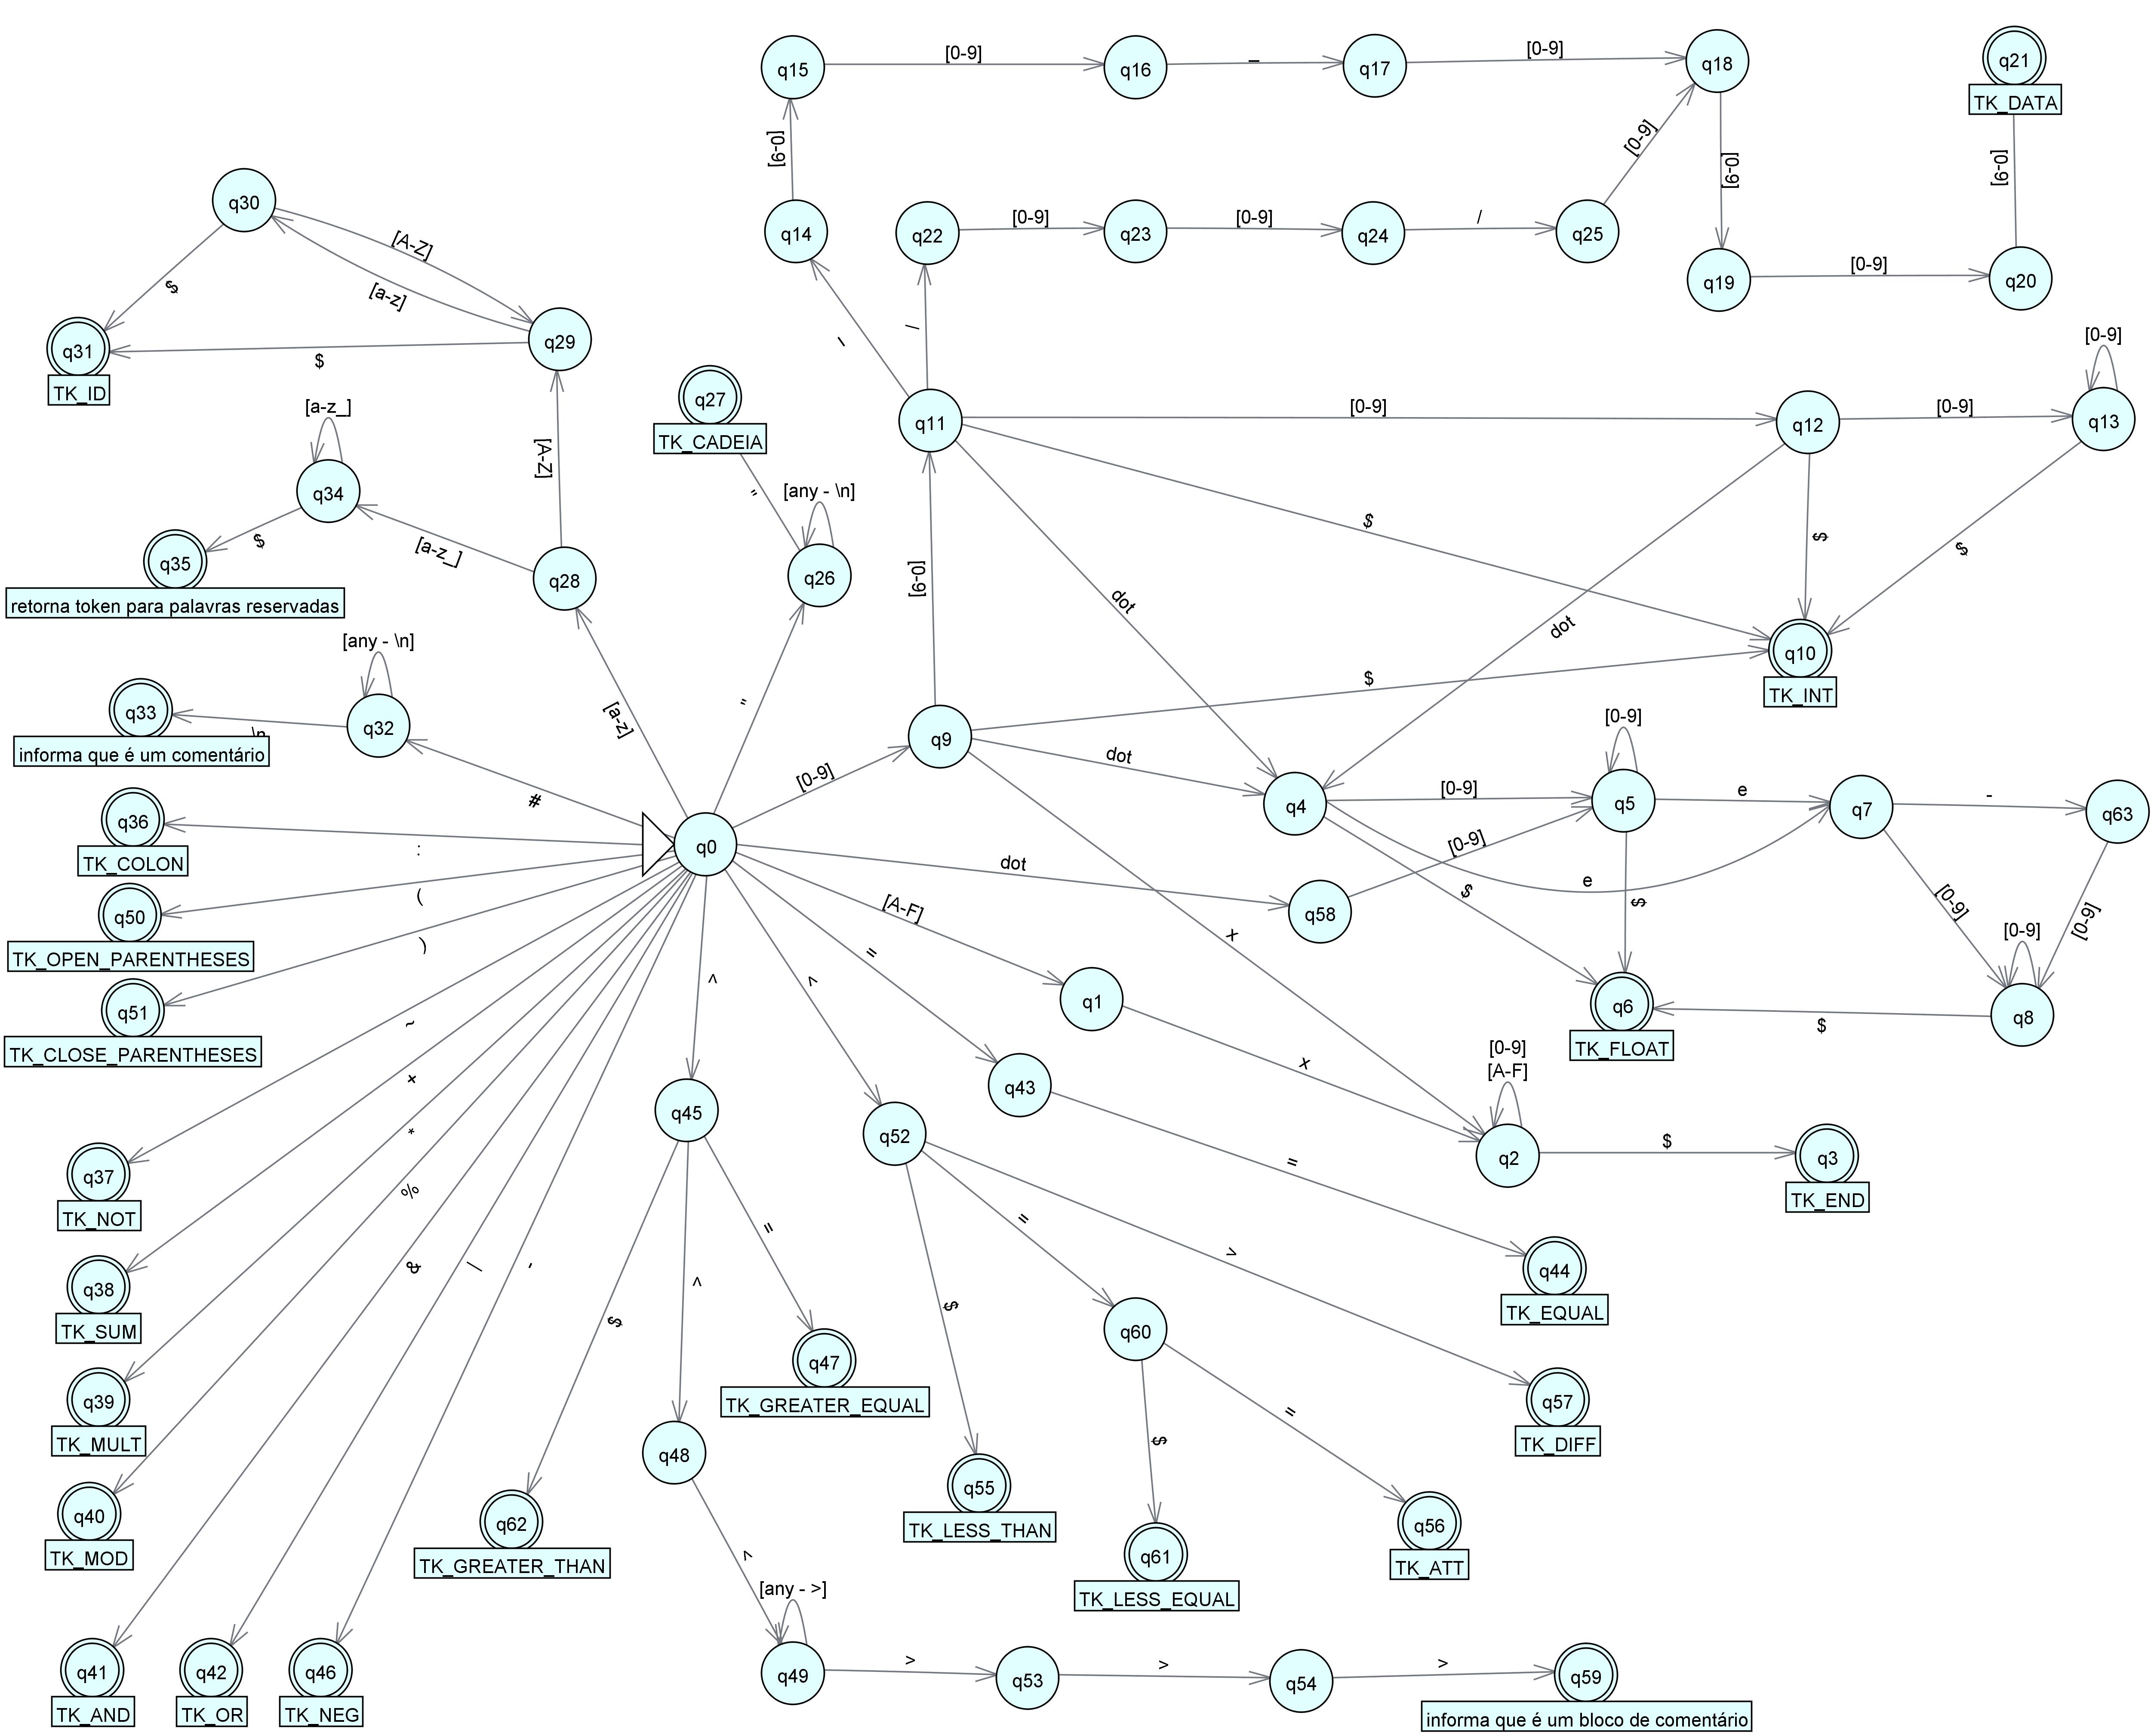 q15
[0-9]
q16
_
q17
[0-9]
q18
q21
TK_DATA
[0-9]
[0-9]
[0-9]
[0-9]
q30
[A-Z]
[a-z]
$
q14
q22
[0-9]
q23
[0-9]
q24
/
q25
q19
[0-9]
q20
_
/
q31
TK_ID
$
q29
[A-Z]
[a-z_]
q34
$
[a-z_]
q35
retorna token para palavras reservadas
q28
q27
TK_CADEIA
"
[any - \n]
q26
q11
[0-9]
q12
[0-9]
q13
[0-9]
$
$
$
dot
dot
[0-9]
q10
TK_INT
[any - \n]
q33
\n
q32
informa que é um comentário
[a-z]
"
q9
$
dot
[0-9]
#
q36
TK_COLON
:
q0
dot
q4
[0-9]
[0-9]
q5
e
q7
-
q63
q50
TK_OPEN_PARENTHESES
(
[A-F]
q58
[0-9]
e
$
$
[0-9]
[0-9]
[0-9]
q51
TK_CLOSE_PARENTHESES
)
=
x
q1
q6
TK_FLOAT
$
q8
~
+
*
%
&
|
-
q45
q52
q43
x
[0-9]
[A-F]
q2
$
q3
TK_END
q37
TK_NOT
q38
TK_SUM
q39
TK_MULT
q40
TK_MOD
q41
TK_AND
q42
TK_OR
q46
TK_NEG
$
=
$
=
>
=
q44
TK_EQUAL
q60
q47
TK_GREATER_EQUAL
q57
TK_DIFF
q48
$
=
q62
TK_GREATER_THAN
q55
TK_LESS_THAN
q61
TK_LESS_EQUAL
q56
TK_ATT
[any - >]
q49
>
q53
>
q54
>
q59
informa que é um bloco de comentário